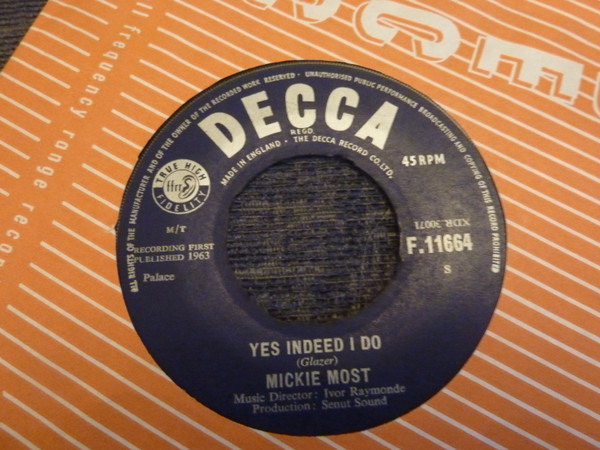 ALL RIGHTS OF THE MANUFACTURER AND OF THE OWNER OF THE RECORDED WORK RESERVED · UNAUTHORISED PUBLIC PERFORMANCE BROADCASTING AND COPYING OF THIS RECORD PROHIBITED
DECCA
REGD.
MADE IN ENGLAND · THE DECCA RECORD CO. LTD.
45 RPM
TRUE HIGH
ffrr
FIDELITY
M/T
RECORDING FIRST
PUBLISHED 1963
Palace
XDR. 30071
F.11664
S
YES INDEED I DO
(Glazer)
MICKIE MOST
Music Director: Ivor Raymonde
Production: Senut Sound
full frequency range